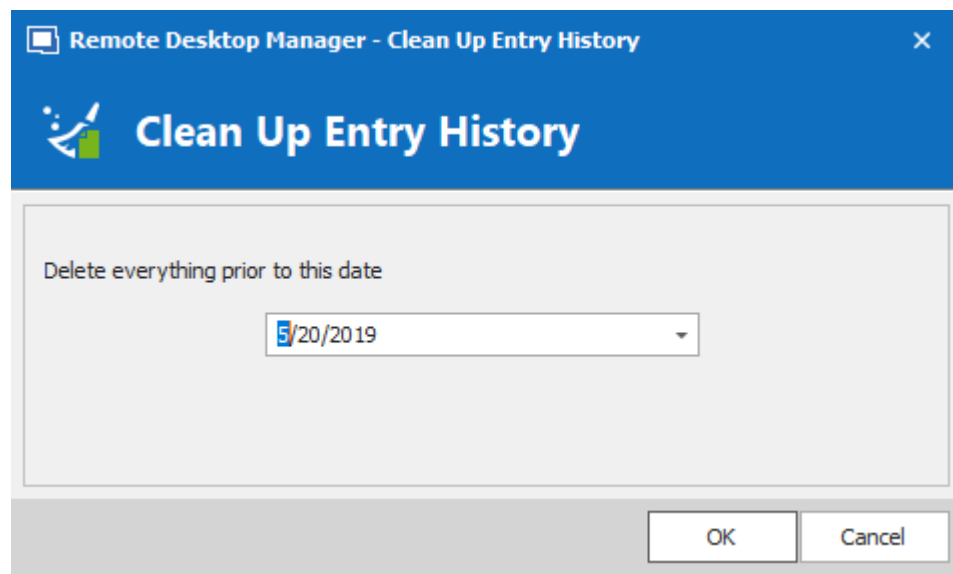 Remote Desktop Manager - Clean Up Entry History
Clean Up Entry History
Delete everything prior to this date
5/20/2019
OK Cancel